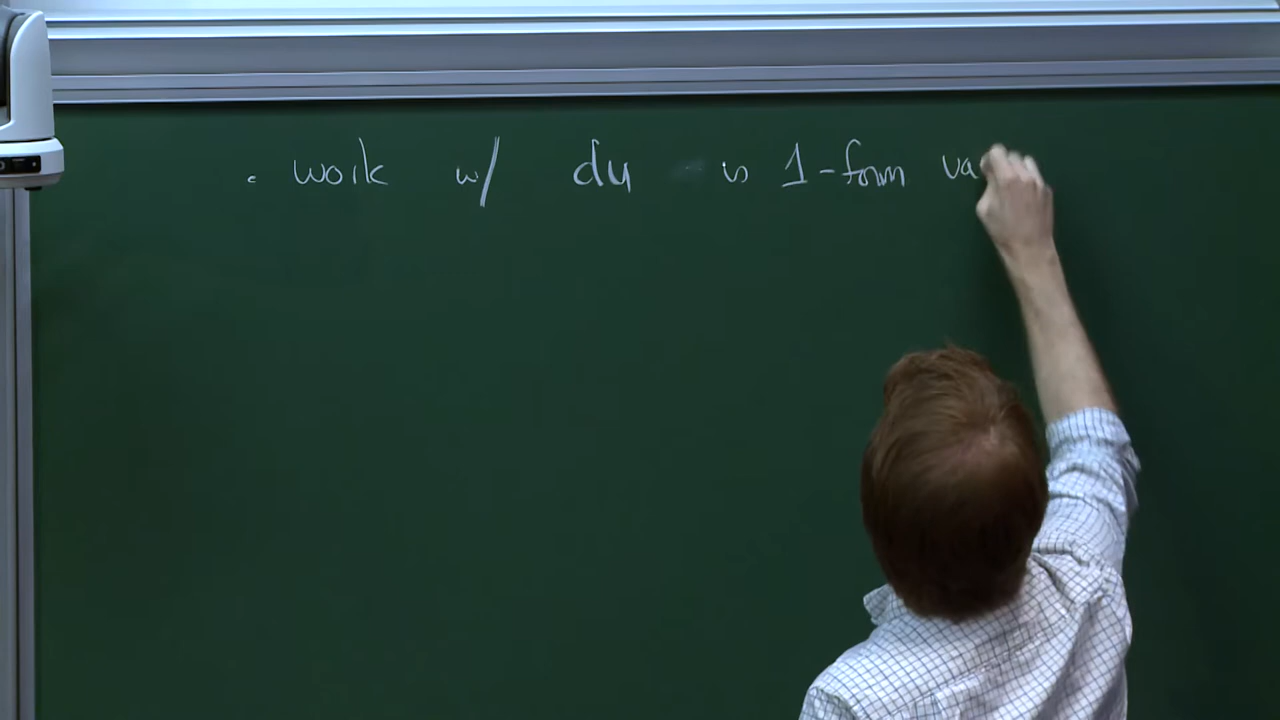 • work w/ du is 1-form va